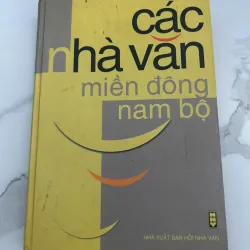 các
nhà văn
miền đông
nam bộ
NHÀ XUẤT BẢN HỘI NHÀ VĂN